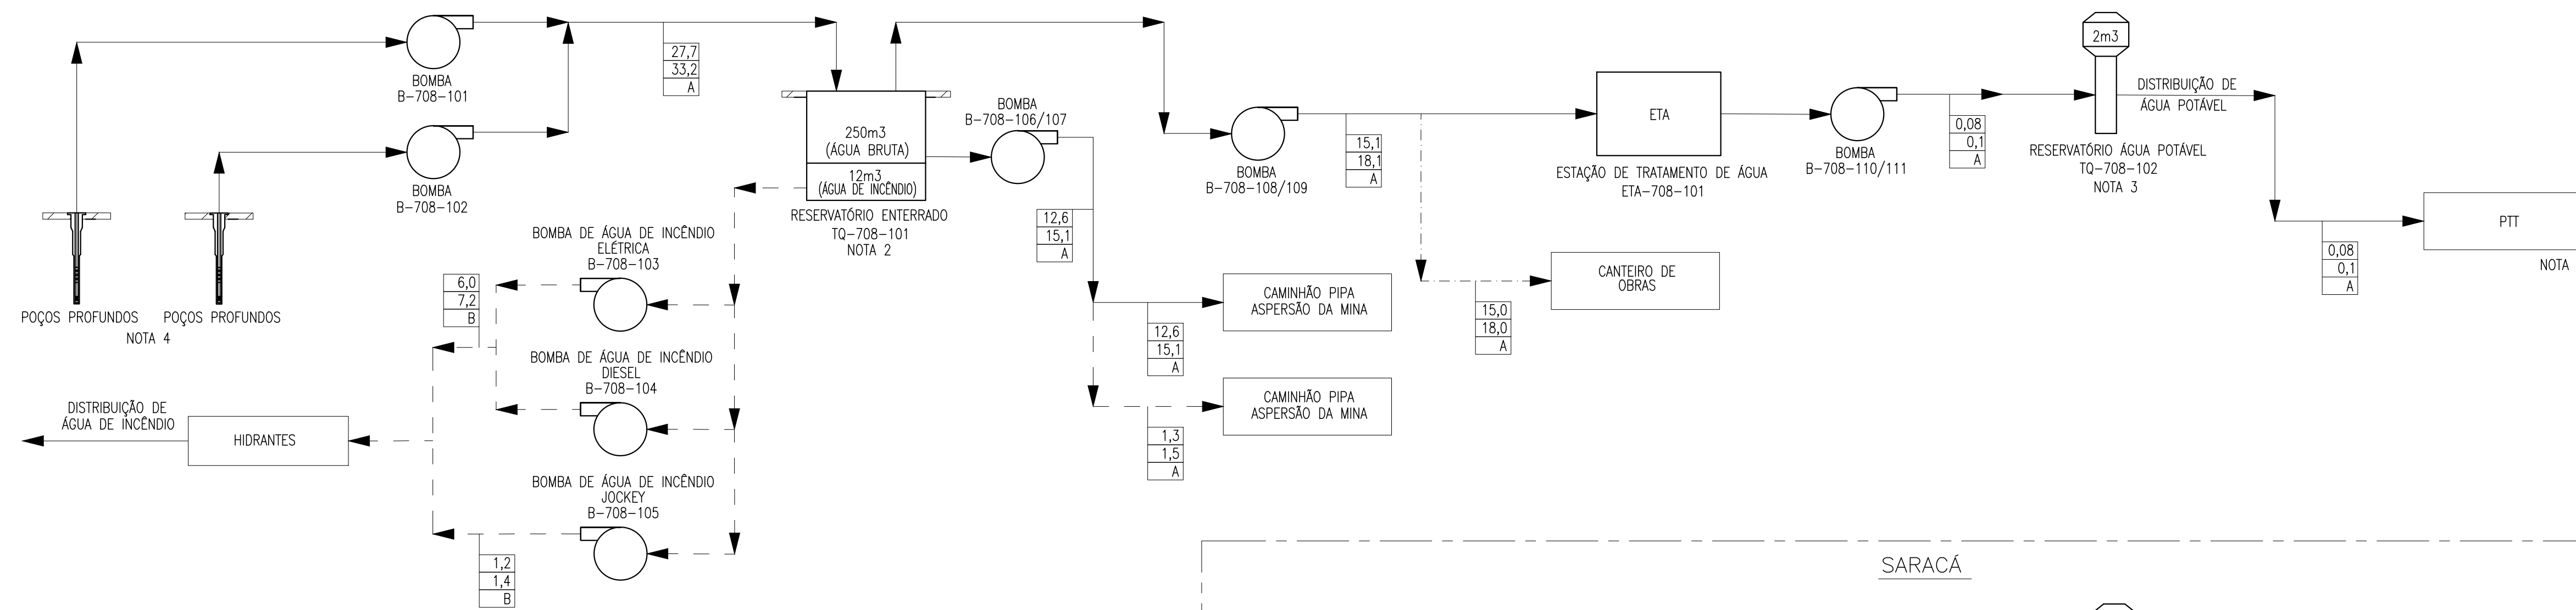 BOMBA
B-708-101
BOMBA
B-708-102
POÇOS PROFUNDOS
POÇOS PROFUNDOS
NOTA 4
27,7
33,2
A
250m3
(ÁGUA BRUTA)
12m3
(ÁGUA DE INCÊNDIO)
RESERVATÓRIO ENTERRADO
TQ-708-101
NOTA 2
BOMBA
B-708-106/107
12,6
15,1
A
BOMBA DE ÁGUA DE INCÊNDIO
ELÉTRICA
B-708-103
6,0
7,2
B
BOMBA DE ÁGUA DE INCÊNDIO
DIESEL
B-708-104
BOMBA DE ÁGUA DE INCÊNDIO
JOCKEY
B-708-105
1,2
1,4
B
DISTRIBUIÇÃO DE
ÁGUA DE INCÊNDIO
HIDRANTES
12,6
15,1
A
CAMINHÃO PIPA
ASPERSÃO DA MINA
1,3
1,5
A
CAMINHÃO PIPA
ASPERSÃO DA MINA
BOMBA
B-708-108/109
15,1
18,1
A
15,0
18,0
A
CANTEIRO DE
OBRAS
ETA
ESTAÇÃO DE TRATAMENTO DE ÁGUA
ETA-708-101
BOMBA
B-708-110/111
0,08
0,1
A
2m3
RESERVATÓRIO ÁGUA POTÁVEL
TQ-708-102
NOTA 3
DISTRIBUIÇÃO DE
ÁGUA POTÁVEL
0,08
0,1
A
PTT
NOTA
SARACÁ